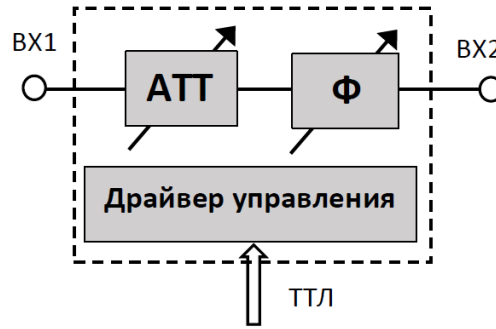 ВХ1
ВХ2
АТТ
Ф
Драйвер управления
ТТЛ